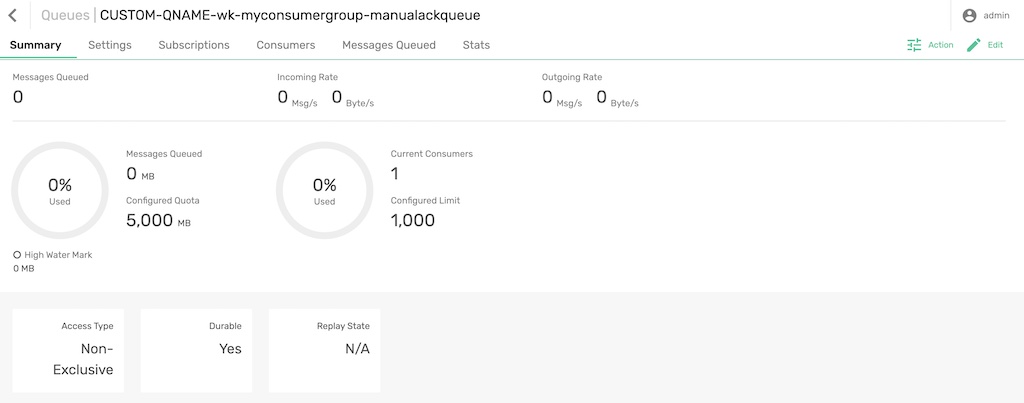 Queues | CUSTOM-QNAME-wk-myconsumergroup-manualackqueue
admin
Summary Settings Subscriptions Consumers Messages Queued Stats
Action Edit
Messages Queued
0
Incoming Rate
0 Msg/s 0 Byte/s
Outgoing Rate
0 Msg/s 0 Byte/s
0%
Used
Messages Queued
0 MB
Configured Quota
5,000 MB
High Water Mark
0 MB
0%
Used
Current Consumers
1
Configured Limit
1,000
Access Type
Non-
Exclusive
Durable
Yes
Replay State
N/A